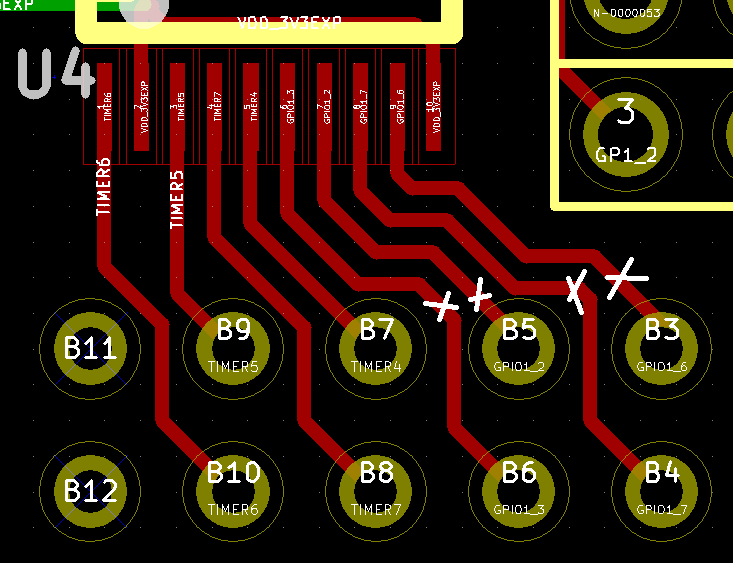 EXP
VDD_3V3EXP
N-0000053
U4
1 TIMER6
2 VDD_3V3EXP
3 TIMER5
4 TIMER7
5 TIMER4
6 GPIO1_3
7 GPIO1_2
8 GPIO1_7
9 GPIO1_6
10 VDD_3V3EXP
3
GP1_2
TIMER6
TIMER5
B11
B9
TIMER5
B7
TIMER4
B5
GPIO1_2
B3
GPIO1_6
B12
B10
TIMER6
B8
TIMER7
B6
GPIO1_3
B4
GPIO1_7